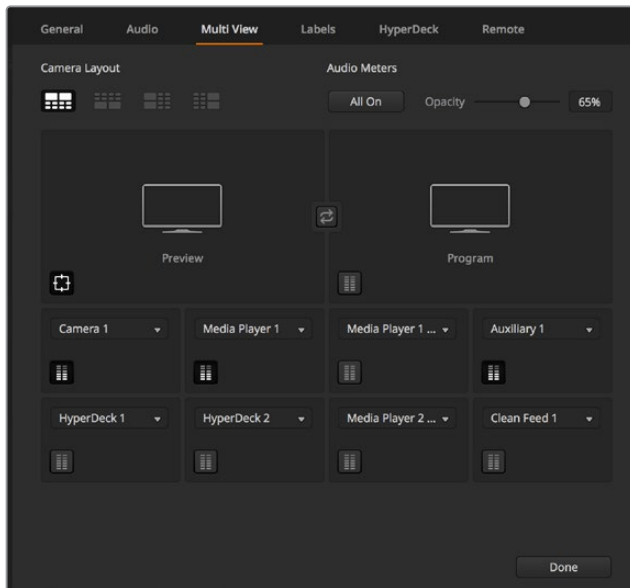 General Audio Multi View Labels HyperDeck Remote
Camera Layout Audio Meters
All On Opacity 65%
Preview Program
Camera 1 Media Player 1 Media Player 1 ... Auxiliary 1
HyperDeck 1 HyperDeck 2 Media Player 2 ... Clean Feed 1
Done